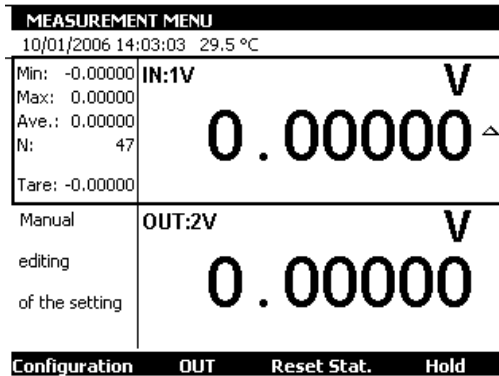 MEASUREMENT MENU
10/01/2006 14:03:03 29.5 °C
Min: -0.00000
Max: 0.00000
Ave.: 0.00000
N: 47
Tare: -0.00000
IN:1V V
0.00000
Manual
editing
of the setting
OUT:2V V
0.00000
Configuration OUT Reset Stat. Hold